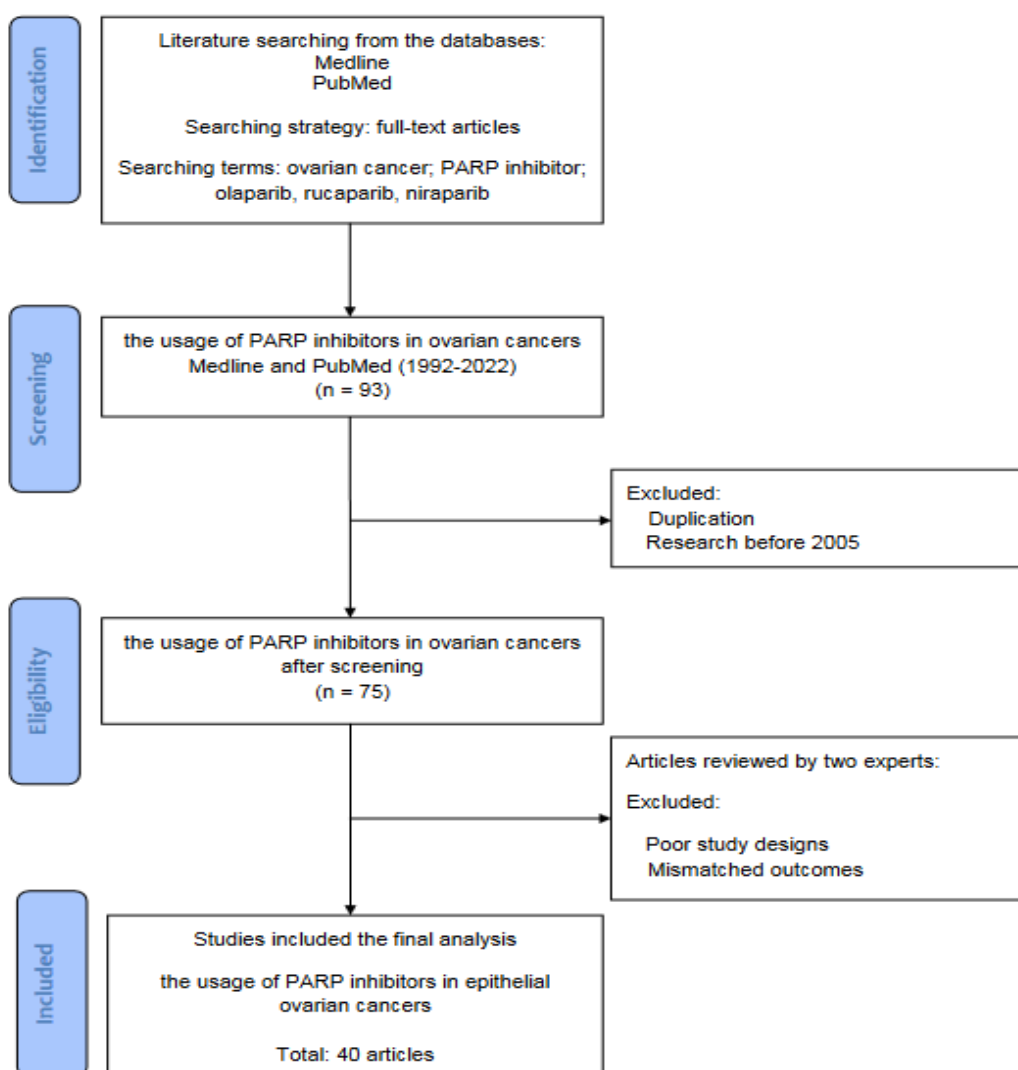 Identification
Literature searching from the databases:
Medline
PubMed
Searching strategy: full-text articles
Searching terms: ovarian cancer; PARP inhibitor;
olaparib, rucaparib, niraparib
Screening
the usage of PARP inhibitors in ovarian cancers
Medline and PubMed (1992-2022)
(n = 93)
Excluded:
Duplication
Research before 2005
Eligibility
the usage of PARP inhibitors in ovarian cancers
after screening
(n = 75)
Articles reviewed by two experts:
Excluded:
Poor study designs
Mismatched outcomes
Included
Studies included the final analysis
the usage of PARP inhibitors in epithelial
ovarian cancers
Total: 40 articles